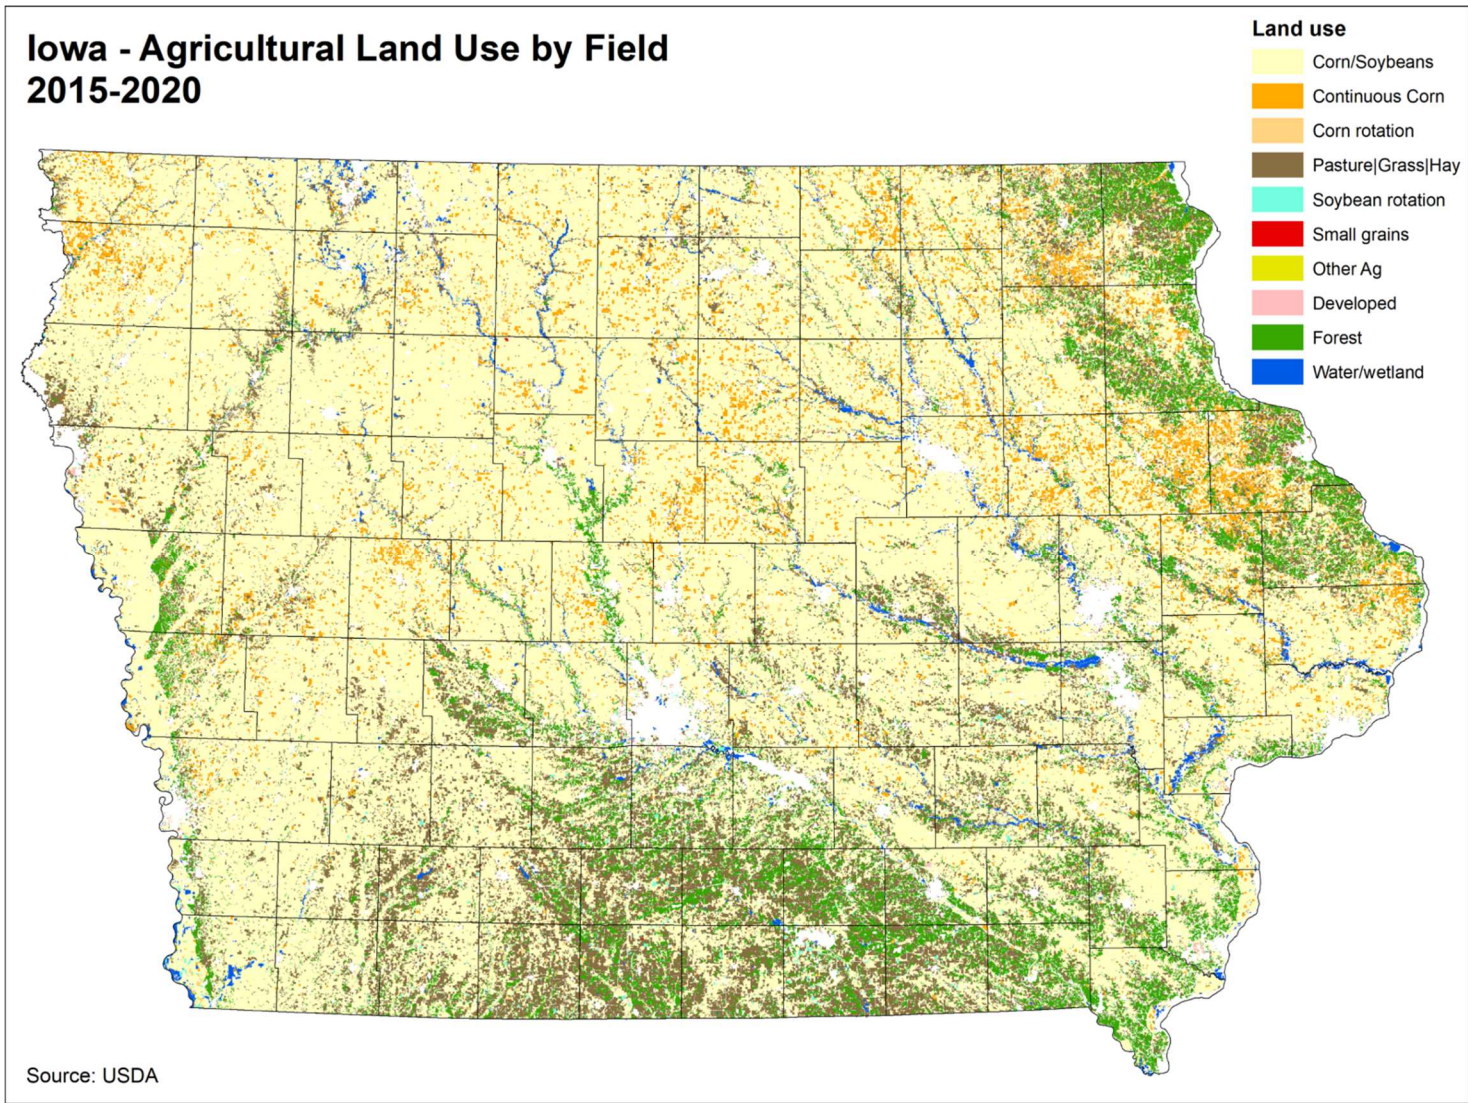 Iowa - Agricultural Land Use by Field
2015-2020
Land use
Corn/Soybeans
Continuous Corn
Corn rotation
Pasture|Grass|Hay
Soybean rotation
Small grains
Other Ag
Developed
Forest
Water/wetland
Source: USDA